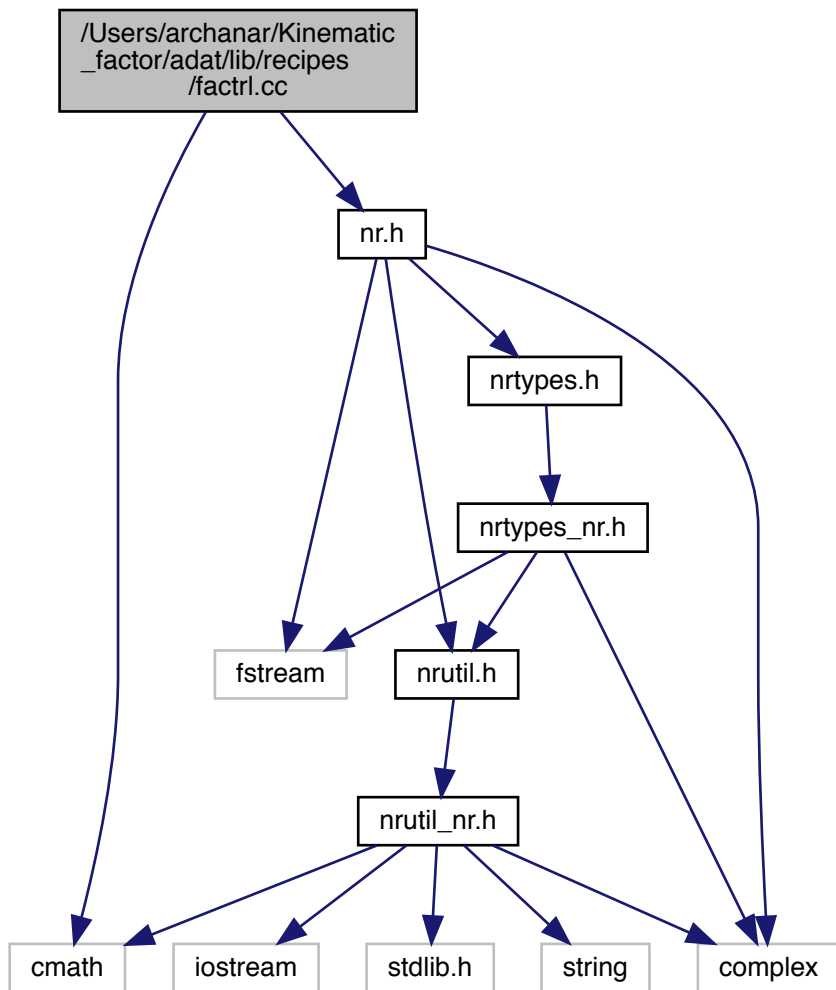 /Users/archanar/Kinematic
_factor/adat/lib/recipes
/factrl.cc
nr.h
nrtypes.h
nrtypes_nr.h
fstream
nrutil.h
nrutil_nr.h
cmath
iostream
stdlib.h
string
complex